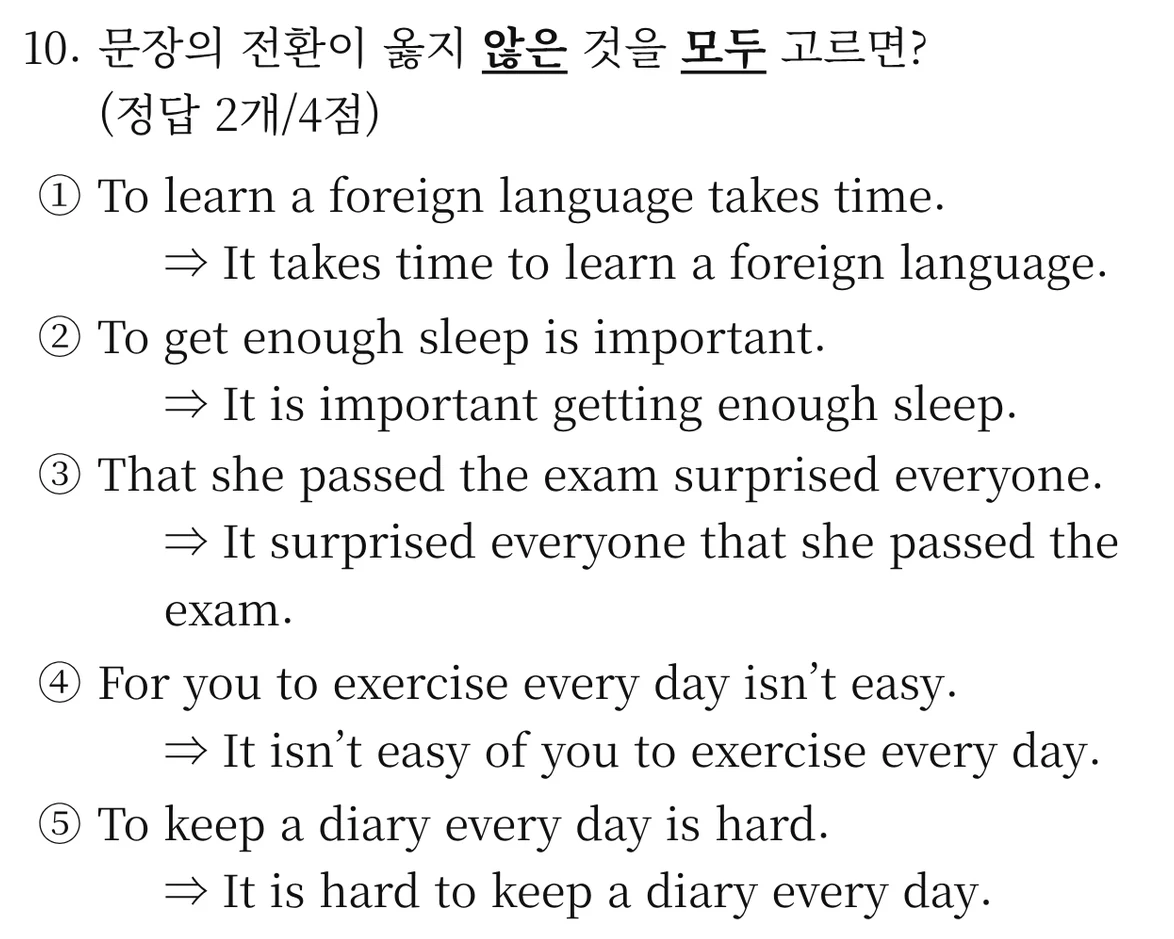 10. 문장의 전환이 옳지 않은 것을 모두 고르면?
(정답 2개/4점)
① To learn a foreign language takes time.
⇒ It takes time to learn a foreign language.
② To get enough sleep is important.
⇒ It is important getting enough sleep.
③ That she passed the exam surprised everyone.
⇒ It surprised everyone that she passed the
exam.
④ For you to exercise every day isn’t easy.
⇒ It isn’t easy of you to exercise every day.
⑤ To keep a diary every day is hard.
⇒ It is hard to keep a diary every day.